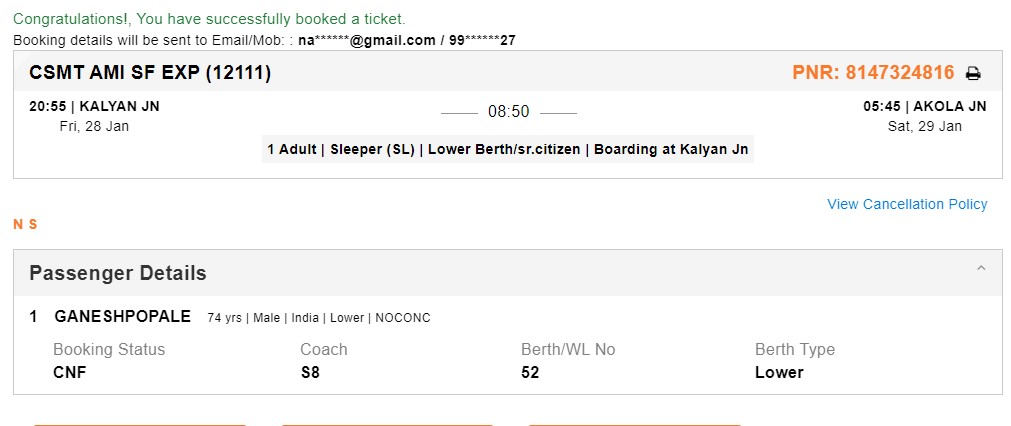 Congratulations!, You have successfully booked a ticket.
Booking details will be sent to Email/Mob: : na******@gmail.com / 99******27
CSMT AMI SF EXP (12111) PNR: 8147324816
20:55 | KALYAN JN 08:50 05:45 | AKOLA JN
Fri, 28 Jan Sat, 29 Jan
1 Adult | Sleeper (SL) | Lower Berth/sr.citizen | Boarding at Kalyan Jn
View Cancellation Policy
N S
Passenger Details
1 GANESHPOPALE 74 yrs | Male | India | Lower | NOCONC
Booking Status Coach Berth/WL No Berth Type
CNF S8 52 Lower